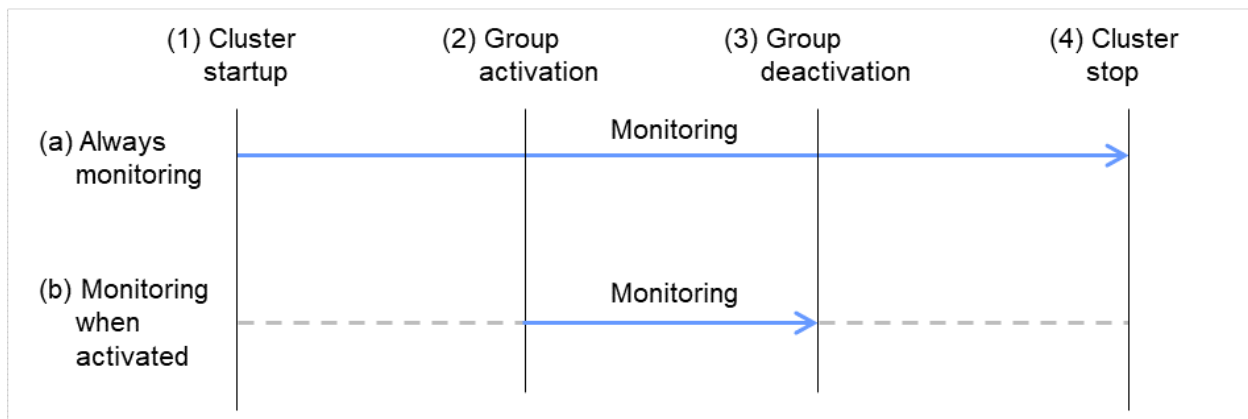 (1) Cluster
startup
(2) Group
activation
(3) Group
deactivation
(4) Cluster
stop
(a) Always
monitoring
Monitoring
(b) Monitoring
when
activated
Monitoring